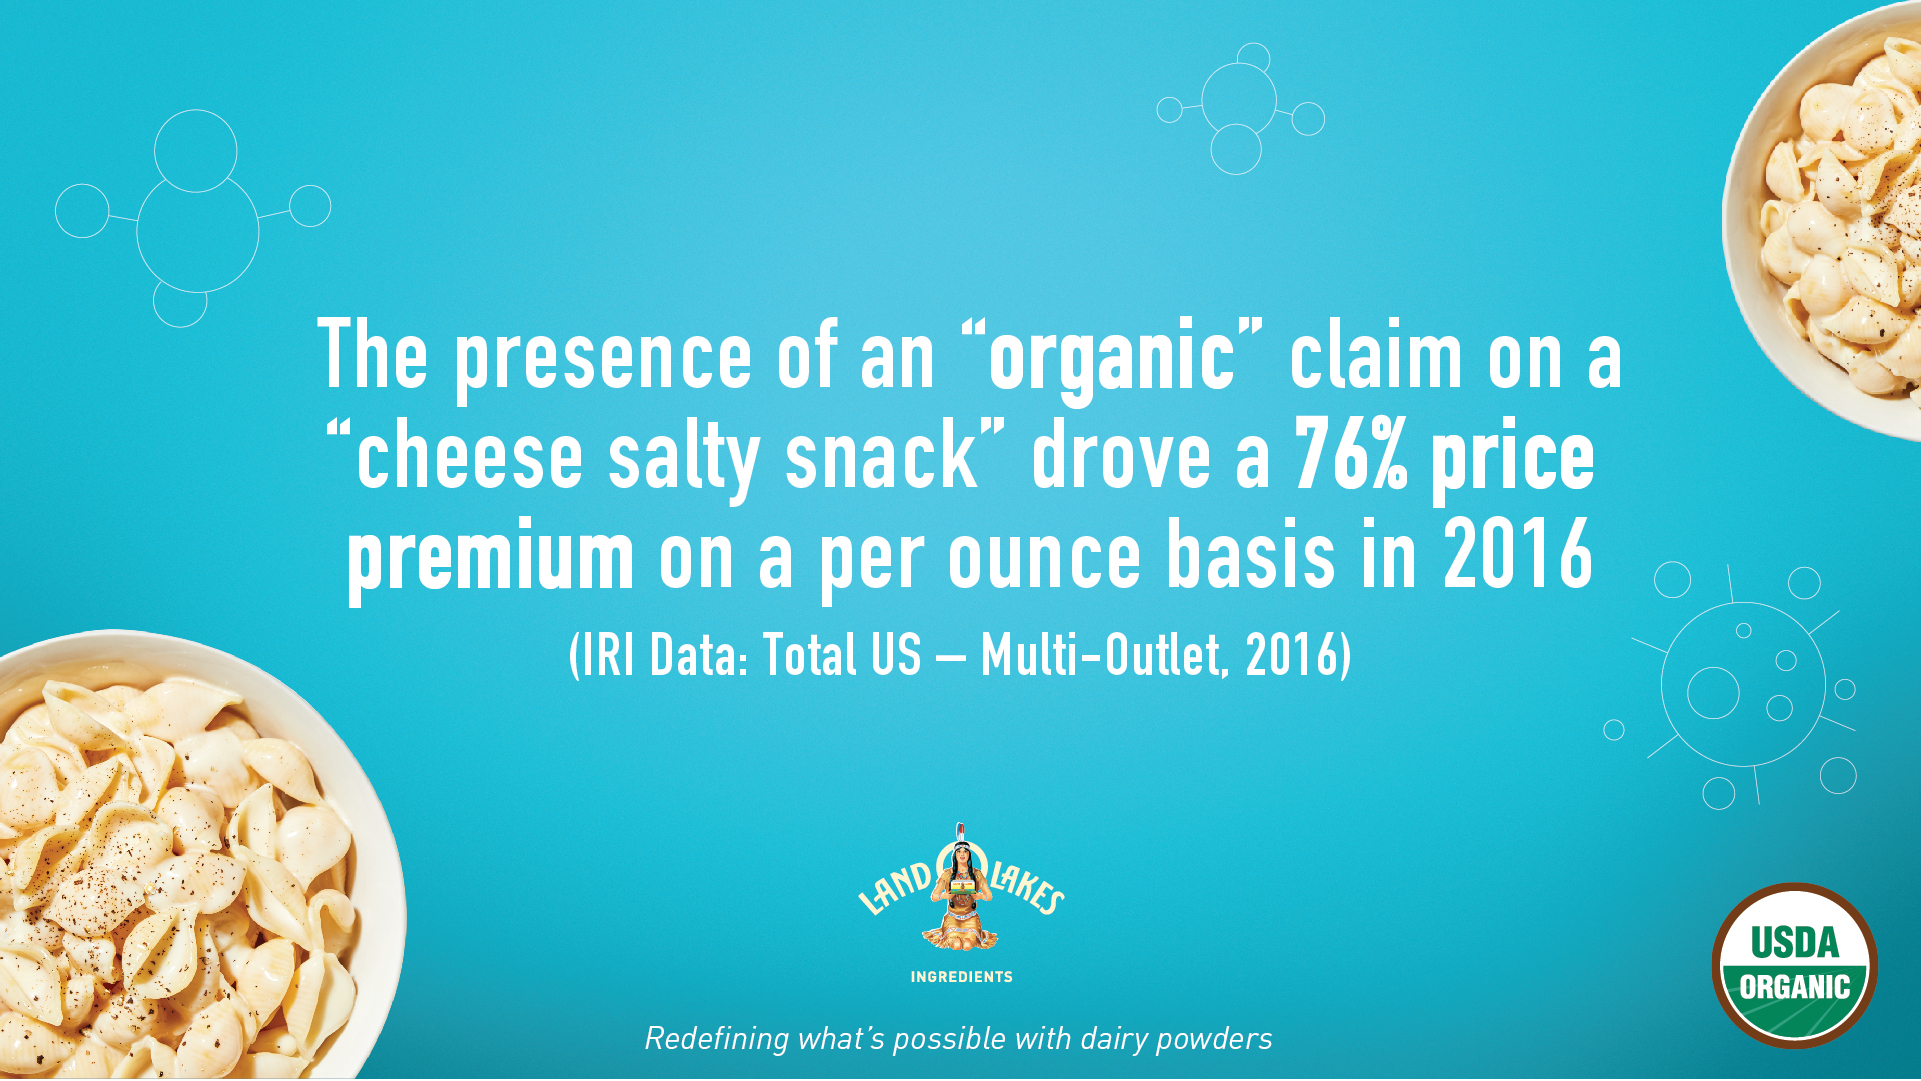 The presence of an “organic” claim on a
“cheese salty snack” drove a 76% price
premium on a per ounce basis in 2016
(IRI Data: Total US – Multi-Outlet, 2016)
LAND O LAKES
INGREDIENTS
USDA
ORGANIC
Redefining what’s possible with dairy powders